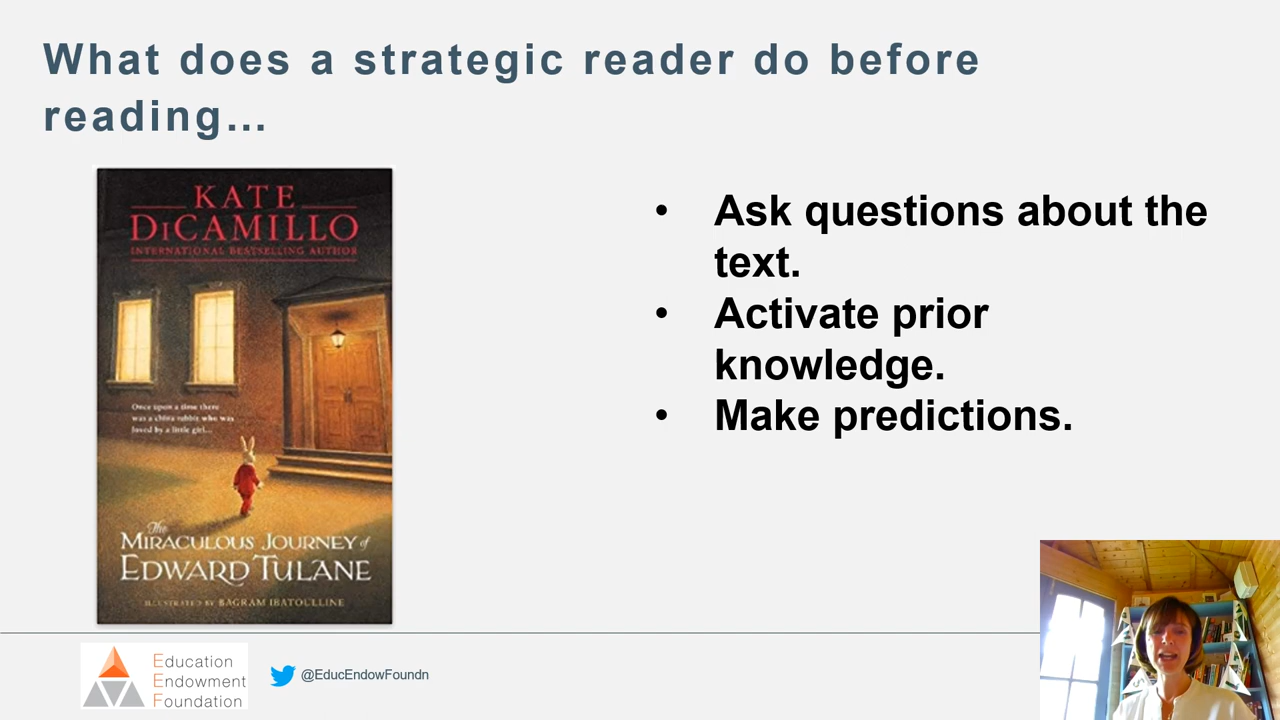 What does a strategic reader do before
reading...
KATE
DiCAMILLO
INTERNATIONAL BESTSELLING AUTHOR
Once upon a time there
was a china rabbit who was
loved by a little girl...
The
MIRACULOUS JOURNEY of
EDWARD TULANE
ILLUSTRATED BY BAGRAM IBATOULLINE
• Ask questions about the
text.
• Activate prior
knowledge.
• Make predictions.
Education
Endowment
Foundation
@EducEndowFoundn